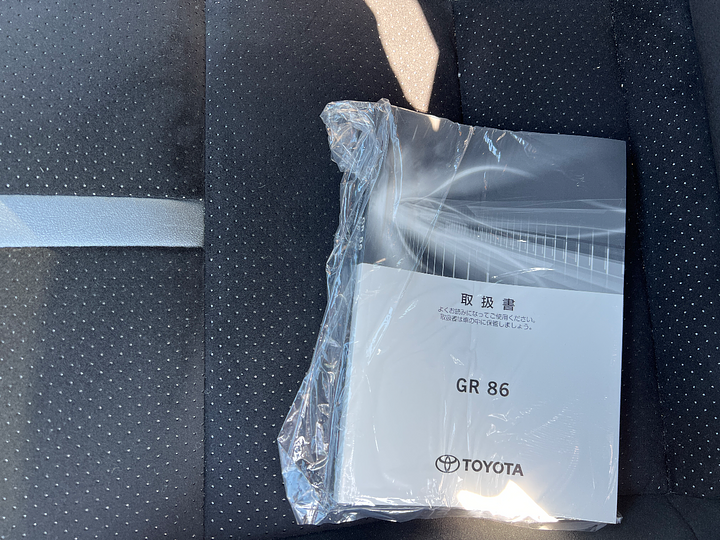 取扱書
よくお読みになってご使用ください。
取扱書は車の中に保管しましょう。
GR 86
TOYOTA